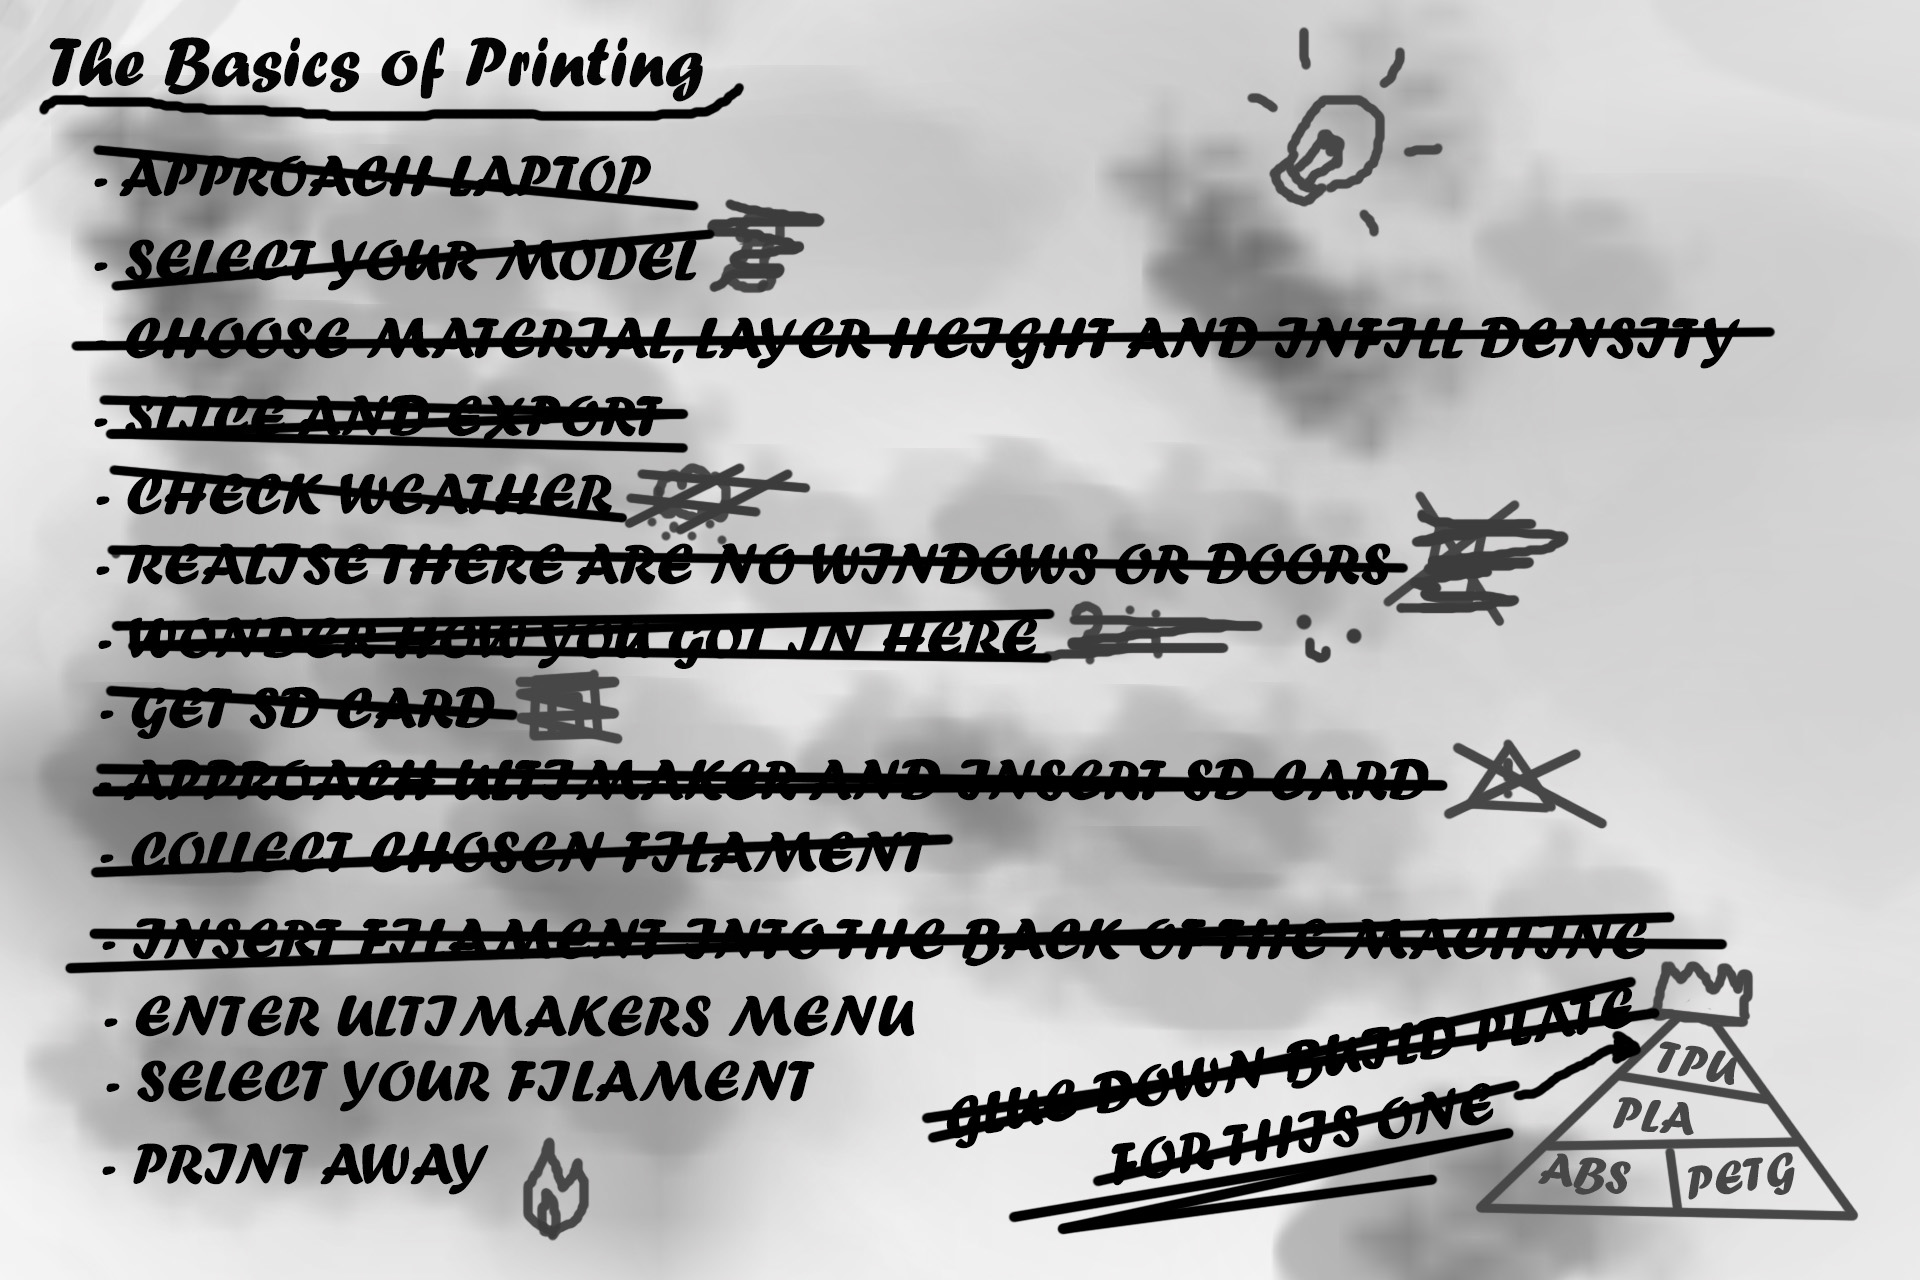 The Basics of Printing
- APPROACH LAPTOP
- SELECT YOUR MODEL
- CHOOSE MATERIAL, LAYER HEIGHT AND INFILL DENSITY
- SLICE AND EXPORT
- CHECK WEATHER
- REALISE THERE ARE NO WINDOWS OR DOORS
- WONDER HOW YOU GOT IN HERE
- GET SD CARD
- APPROACH ULTIMAKER AND INSERT SD CARD
- COLLECT CHOSEN FILAMENT
- INSERT FILAMENT INTO THE BACK OF THE MACHINE
- ENTER ULTIMAKERS MENU
- SELECT YOUR FILAMENT
- PRINT AWAY
GLUE DOWN BUILD PLATE
FOR THIS ONE
TPU
PLA
ABS PETG